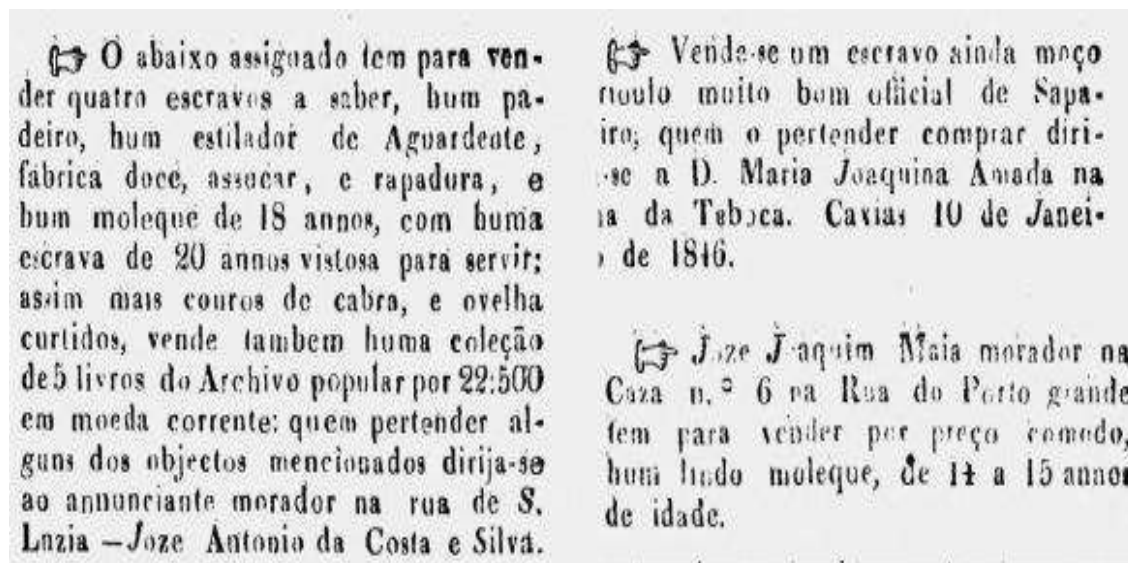 ☞ O abaixo assignado tem para ven-
der quatro escravos a saber, hum pa-
deiro, hum estilador de Aguardente,
fabrica doce, assucar, e rapadura, e
hum moleque de 18 annos, com huma
escrava de 20 annos vistosa para servir;
assim mais couros de cabra, e ovelha
curtidos, vende tambem huma coleção
de 5 livros do Archivo popular por 22:500
em moeda corrente: quem pertender al-
guns dos objectos mencionados dirija-se
ao annunciante morador na rua de S.
Luzia — Joze Antonio da Costa e Silva.
☞ Vende-se um escravo ainda moço
rioulo muito bom official de Sapa-
iro; quem o pertender comprar diri-
-se a D. Maria Joaquina Amada na
a da Taboca. Caxias 10 de Janei-
o de 1846.
☞ Joze Joaquim Maia morador na
Caza n.º 6 na Rua do Porto grande
tem para vender por preço comodo,
hum lindo moleque, de 14 a 15 annos
de idade.